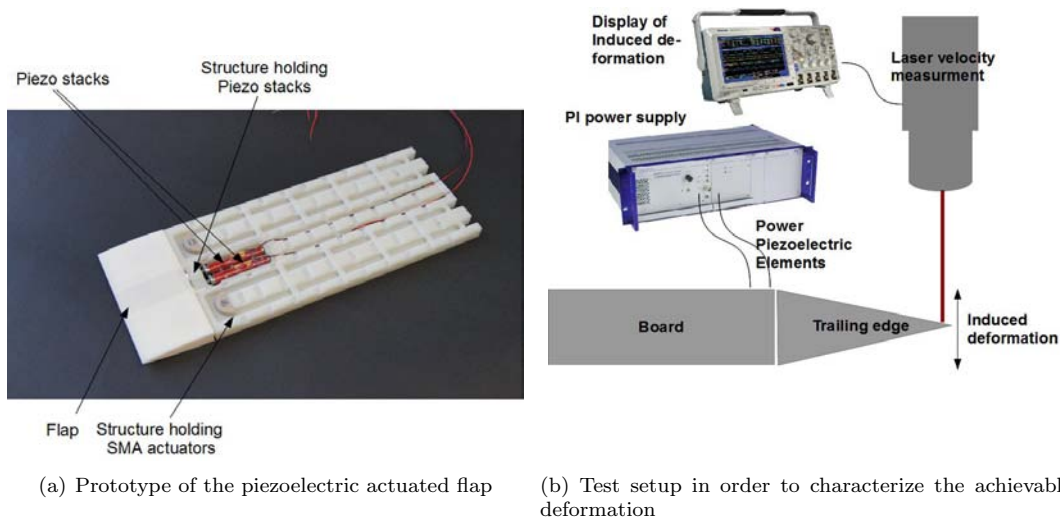 Piezo stacks
Structure holding
Piezo stacks
Flap
Structure holding
SMA actuators
(a) Prototype of the piezoelectric actuated flap
Display of
Induced de-
formation
Laser velocity
measurment
PI power supply
Power
Piezoelectric
Elements
Board
Trailing edge
Induced
deformation
(b) Test setup in order to characterize the achievabl
deformation